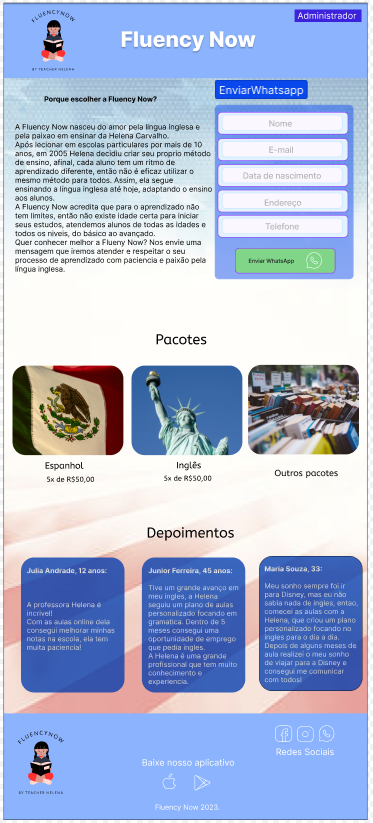 FLUENCYNOW
BY TEACHER HELENA
Fluency Now
Administrador
Porque escolher a Fluency Now?
A Fluency Now nasceu do amor pela língua inglesa e
pela paixao em ensinar da Helena Carvalho.
Após lecionar em escolas particulares por mais de 10
anos, em 2005 Helena decidiu criar seu proprio método
de ensino, afinal, cada aluno tem um ritmo de
aprendizado diferente, então não é eficaz utilizar o
mesmo método para todos. Assim, ela segue
ensinando a língua inglesa até hoje, adaptando o ensino
aos alunos.
A Fluency Now acredita que para o aprendizado não
tem limites, então não existe idade certa para iniciar
seus estudos, atendemos alunos de todas as idades e
todos os níveis, do básico ao avançado.
Quer conhecer melhor a Flueny Now? Nos envie uma
mensagem que iremos atender e respeitar o seu
processo de aprendizado com paciencia e paixão pela
língua inglesa.
EnviarWhatsapp
Nome
E-mail
Data de nascimento
Endereço
Telefone
Enviar WhatsApp
Pacotes
Espanhol
5x de R$50,00
Inglês
5x de R$50,00
Outros pacotes
Depoimentos
Julia Andrade, 12 anos:
A professora Helena é
incrível!
Com as aulas online dela
consegui melhorar minhas
notas na escola, ela tem
muita paciencia!
Junior Ferreira, 45 anos:
Tive um grande avanço em
meu ingles, a Helena
seguiu um plano de aulas
personalizado focando em
gramatica. Dentro de 5
meses consegui uma
oportunidade de emprego
que pedia ingles.
A Helena é uma grande
profissional que tem muito
conhecimento e
experiencia.
Maria Souza, 33:
Meu sonho sempre foi ir
para Disney, mas eu não
sabia nada de ingles, entao,
comecei as aulas com a
Helena, que criou um plano
personalizado focando no
ingles para o dia a dia.
Depois de alguns meses de
aula realizei o meu sonho
de viajar para a Disney e
consegui me comunicar
com todos!
FLUENCYNOW
BY TEACHER HELENA
Baixe nosso aplicativo
Redes Sociais
Fluency Now 2023.